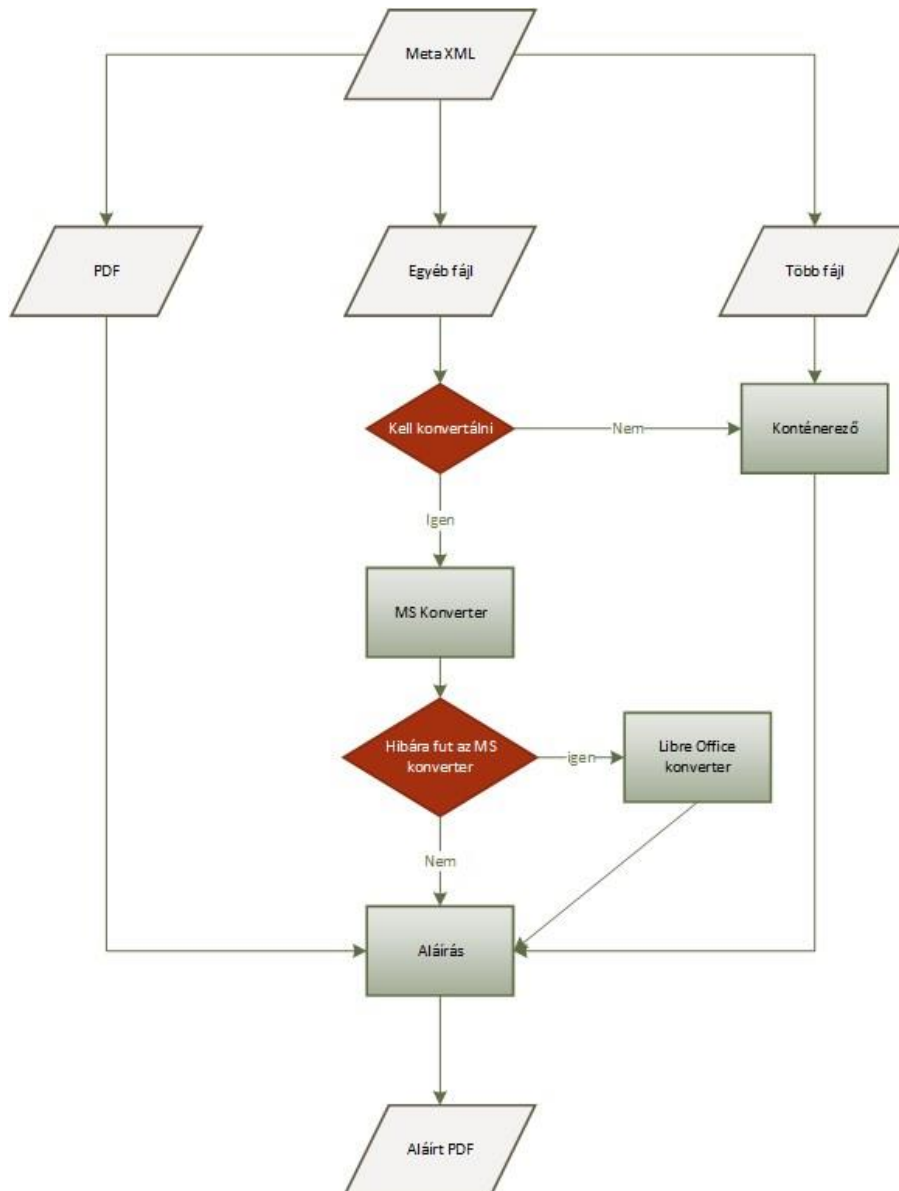 Meta XML
PDF
Egyéb fájl
Több fájl
Kell konvertálni
Nem
Konténerező
Igen
MS Konverter
Hibára fut az MS
konverter
igen
Libre Office
konverter
Nem
Aláírás
Aláírt PDF